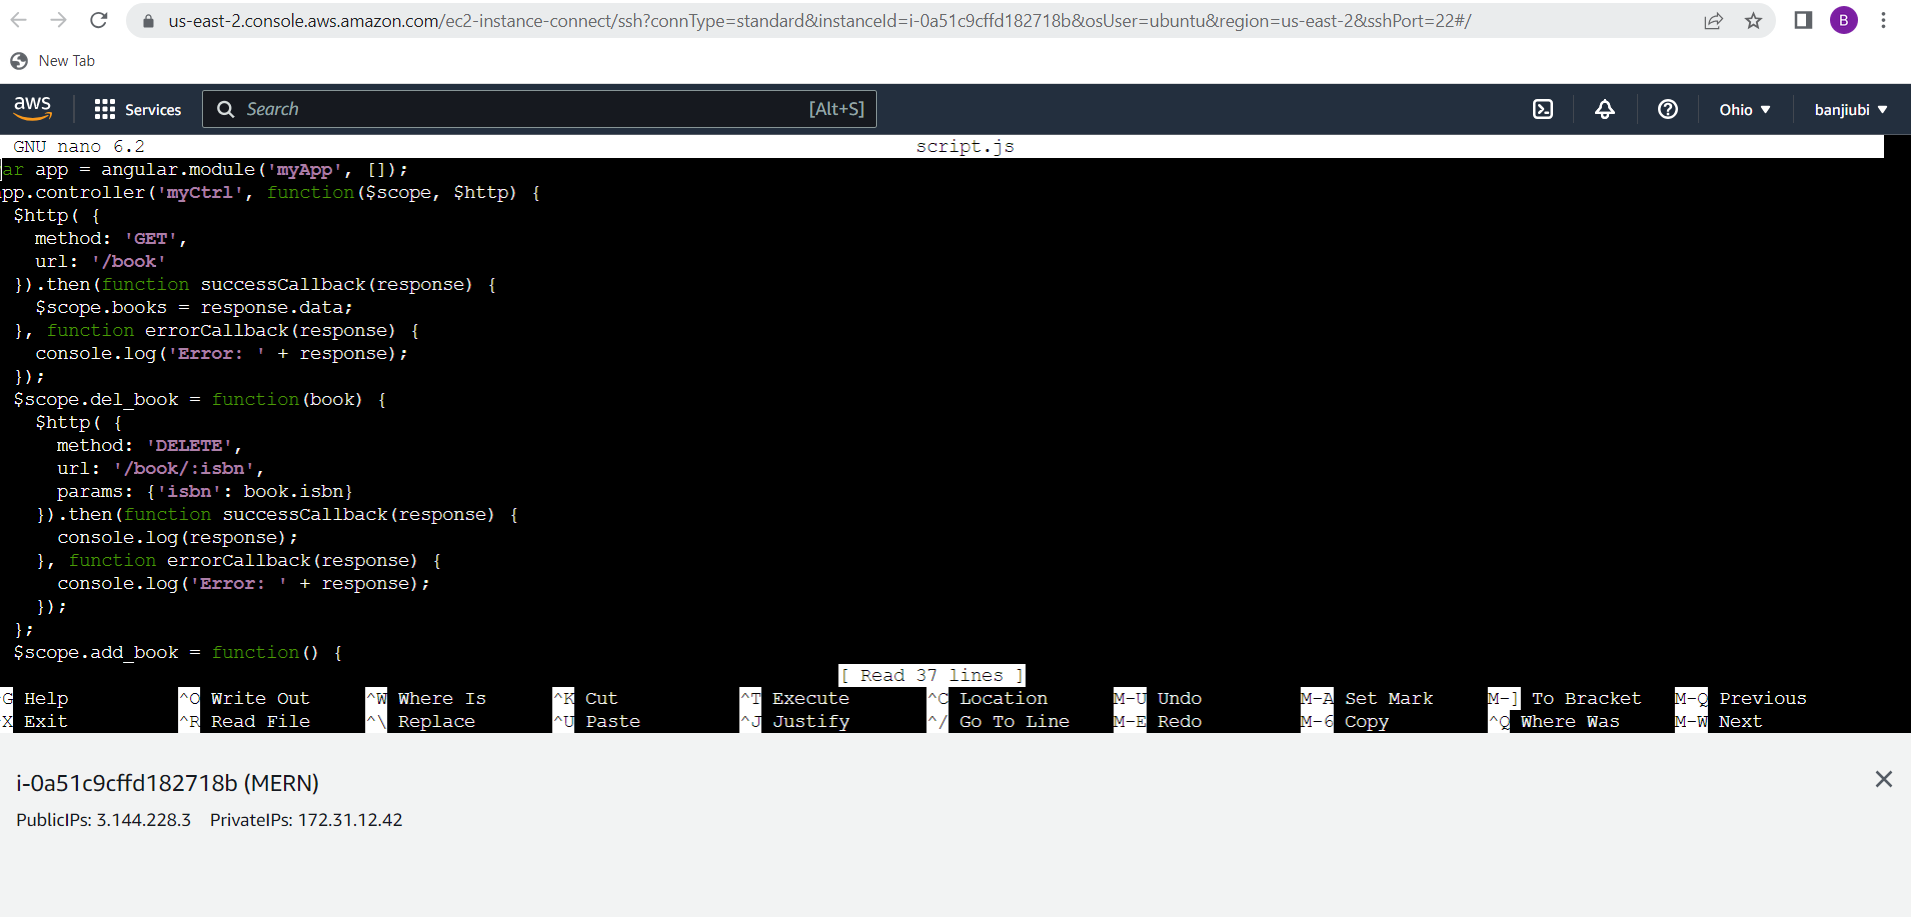 us-east-2.console.aws.amazon.com/ec2-instance-connect/ssh?connType=standard&instanceId=i-0a51c9cffd182718b&osUser=ubuntu&region=us-east-2&sshPort=22#/
B
New Tab
aws Services Search [Alt+S] Ohio banjiubi
GNU nano 6.2 script.js
ar app = angular.module('myApp', []);
pp.controller('myCtrl', function($scope, $http) {
$http( {
method: 'GET',
url: '/book'
}).then(function successCallback(response) {
$scope.books = response.data;
}, function errorCallback(response) {
console.log('Error: ' + response);
});
$scope.del_book = function(book) {
$http( {
method: 'DELETE',
url: '/book/:isbn',
params: {'isbn': book.isbn}
}).then(function successCallback(response) {
console.log(response);
}, function errorCallback(response) {
console.log('Error: ' + response);
});
};
$scope.add_book = function() {
[ Read 37 lines ]
G Help ^O Write Out ^W Where Is ^K Cut ^T Execute ^C Location M-U Undo M-A Set Mark M-] To Bracket M-Q Previous
X Exit ^R Read File ^\ Replace ^U Paste ^J Justify ^/ Go To Line M-E Redo M-6 Copy ^Q Where Was M-W Next
i-0a51c9cffd182718b (MERN)
PublicIPs: 3.144.228.3 PrivateIPs: 172.31.12.42